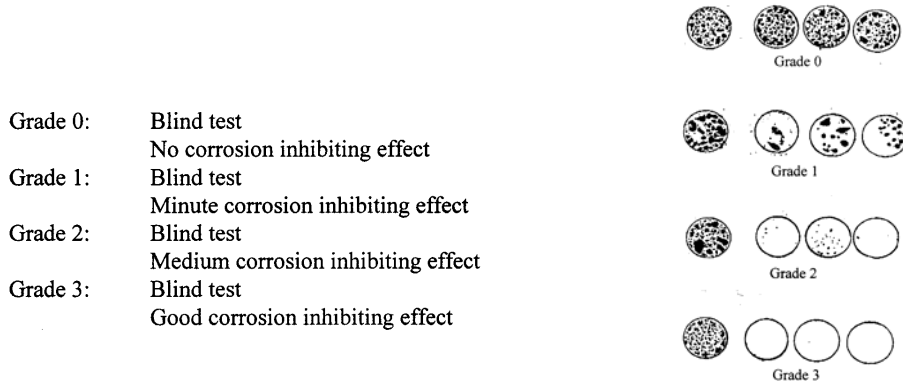 Grade 0: Blind test
No corrosion inhibiting effect
Grade 1: Blind test
Minute corrosion inhibiting effect
Grade 2: Blind test
Medium corrosion inhibiting effect
Grade 3: Blind test
Good corrosion inhibiting effect
Grade 0
Grade 1
Grade 2
Grade 3